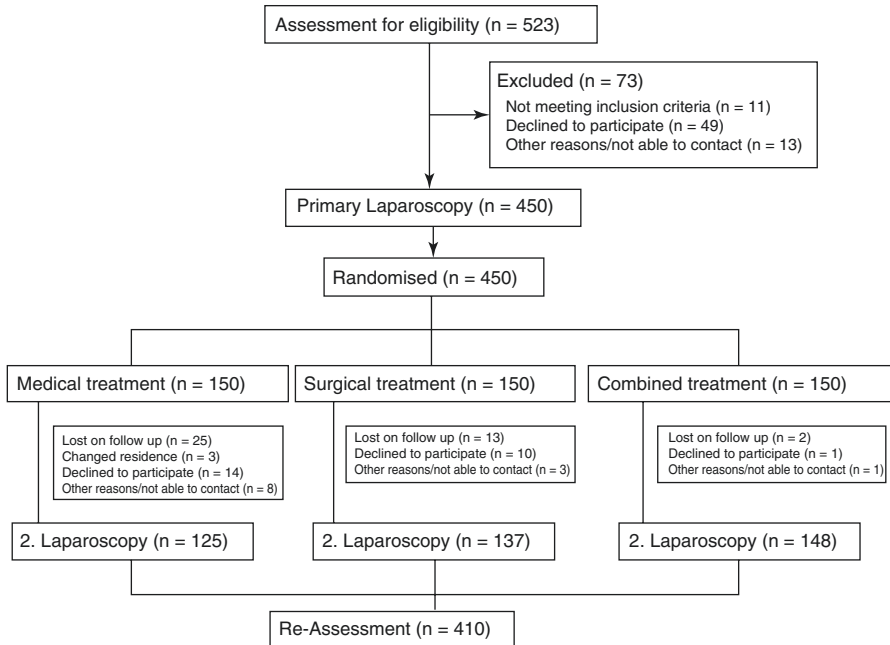 Assessment for eligibility (n = 523)
Excluded (n = 73)
Not meeting inclusion criteria (n = 11)
Declined to participate (n = 49)
Other reasons/not able to contact (n = 13)
Primary Laparoscopy (n = 450)
Randomised (n = 450)
Medical treatment (n = 150)
Surgical treatment (n = 150)
Combined treatment (n = 150)
Lost on follow up (n = 25)
Changed residence (n = 3)
Declined to participate (n = 14)
Other reasons/not able to contact (n = 8)
Lost on follow up (n = 13)
Declined to participate (n = 10)
Other reasons/not able to contact (n = 3)
Lost on follow up (n = 2)
Declined to participate (n = 1)
Other reasons/not able to contact (n = 1)
2. Laparoscopy (n = 125)
2. Laparoscopy (n = 137)
2. Laparoscopy (n = 148)
Re-Assessment (n = 410)